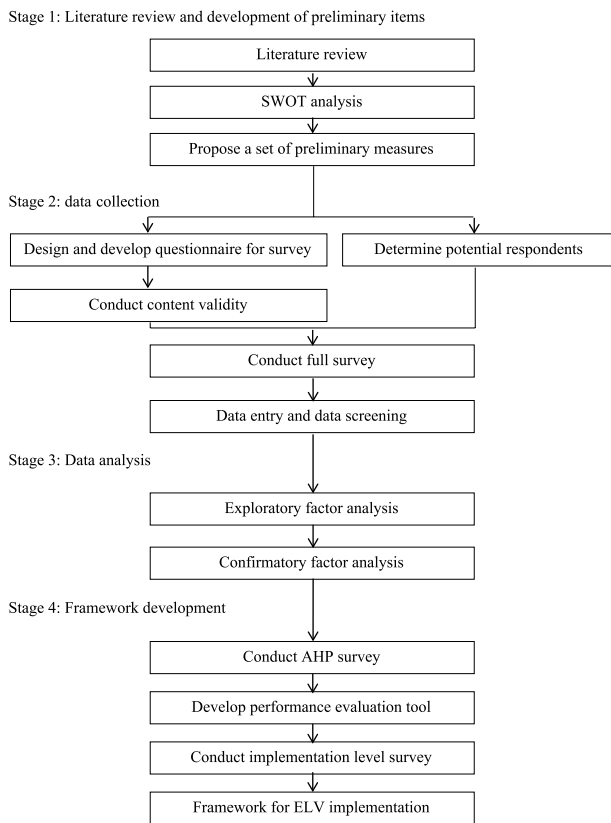 Stage 1: Literature review and development of preliminary items
Literature review
SWOT analysis
Propose a set of preliminary measures
Stage 2: data collection
Design and develop questionnaire for survey
Determine potential respondents
Conduct content validity
Conduct full survey
Data entry and data screening
Stage 3: Data analysis
Exploratory factor analysis
Confirmatory factor analysis
Stage 4: Framework development
Conduct AHP survey
Develop performance evaluation tool
Conduct implementation level survey
Framework for ELV implementation